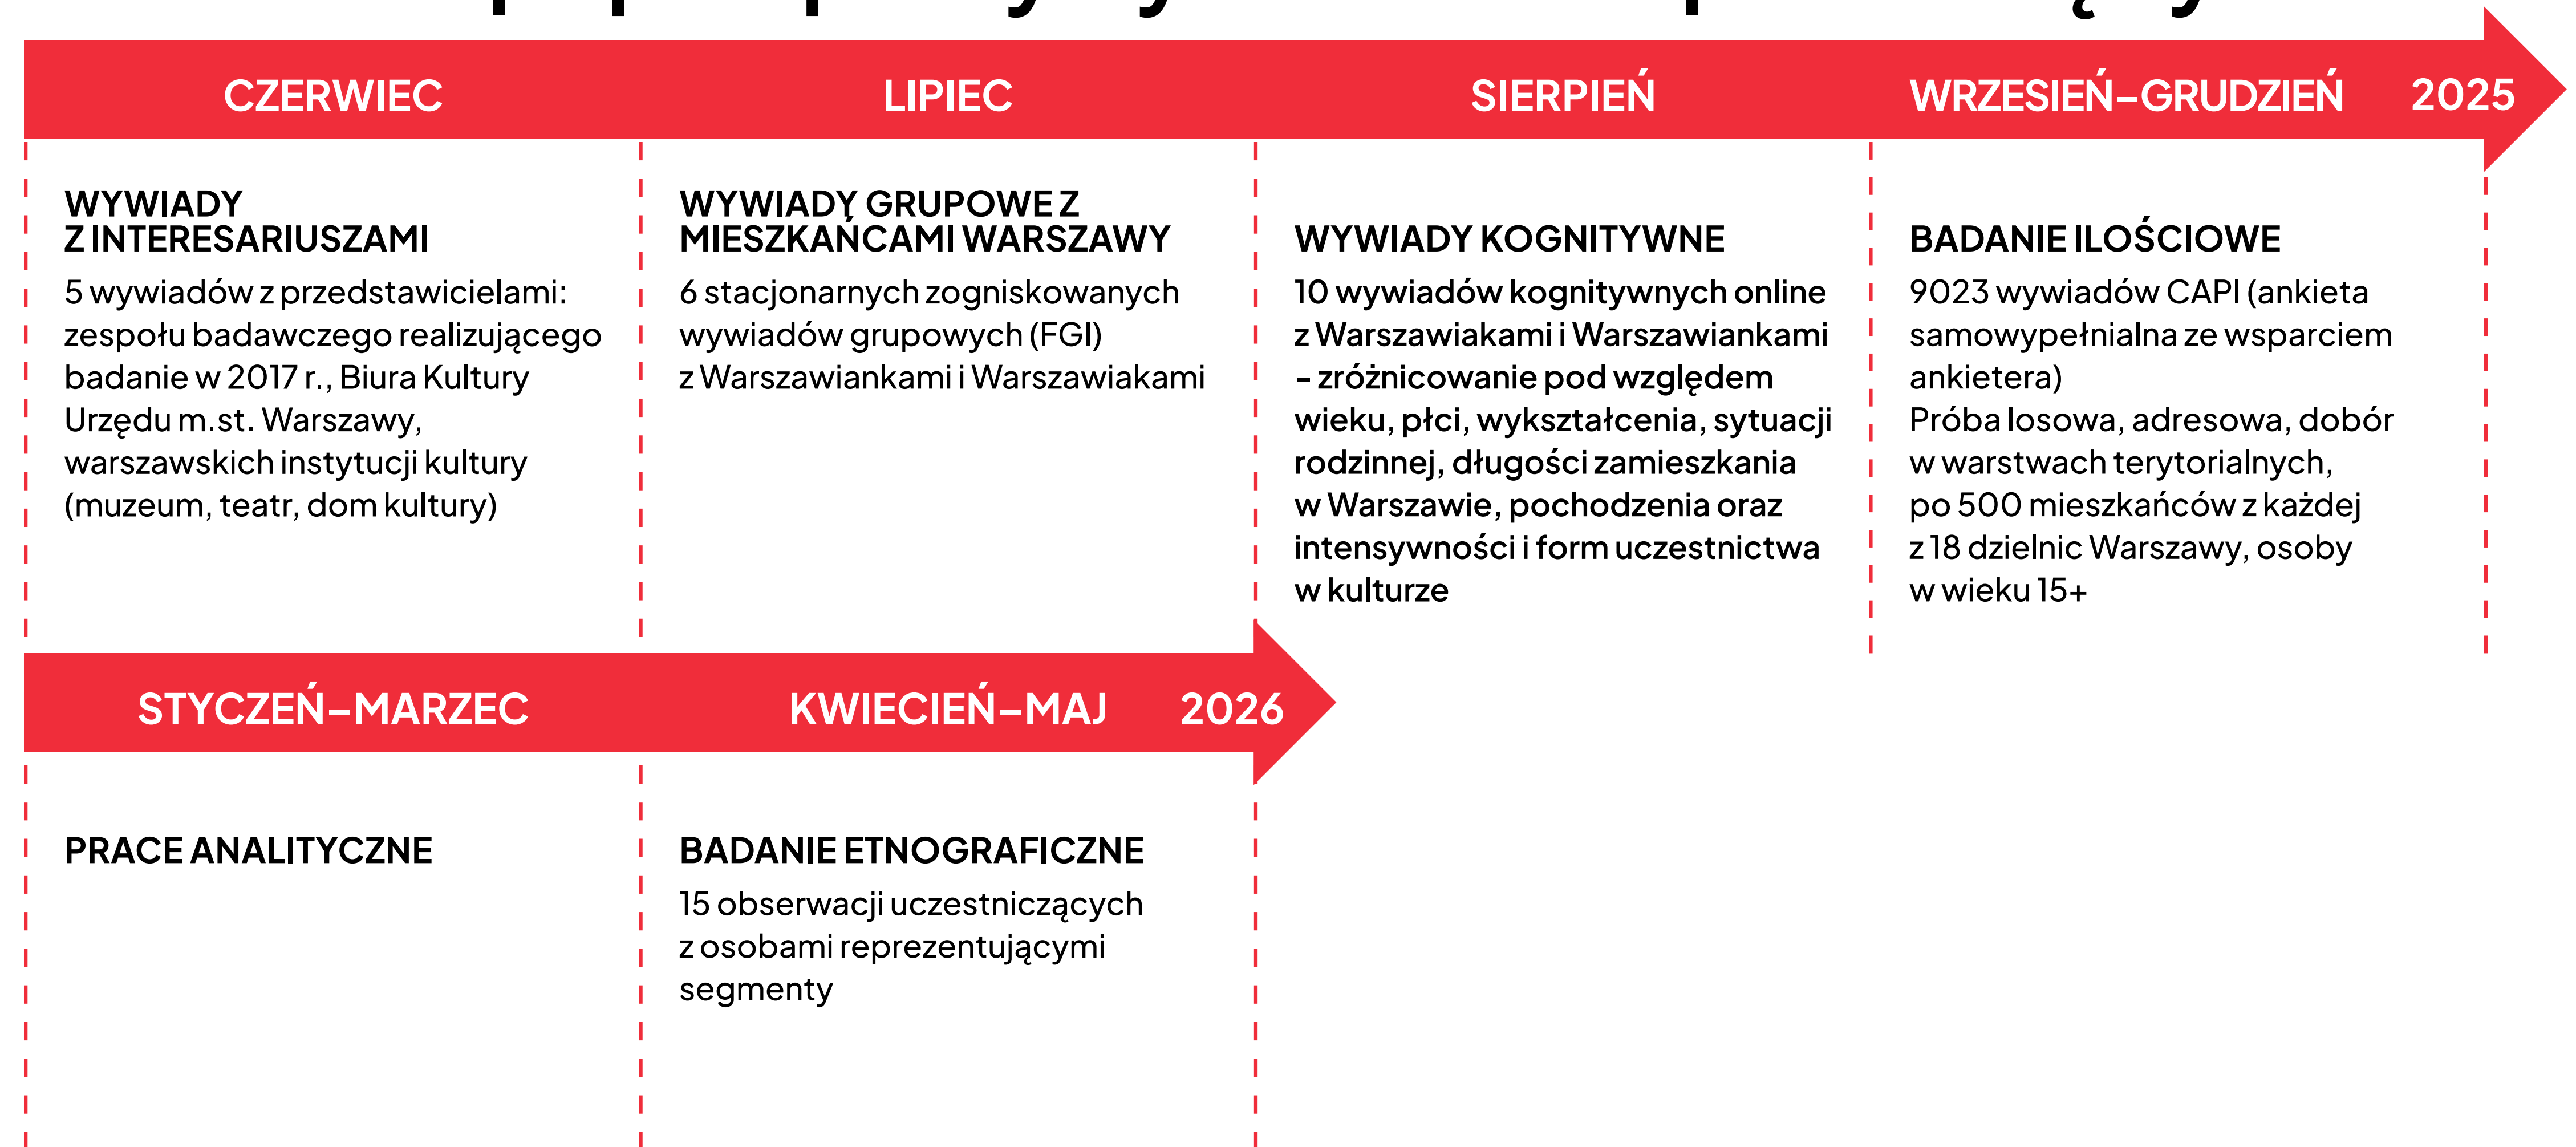 CZERWIEC
LIPIEC
SIERPIEŃ
WRZESIEŃ–GRUDZIEŃ
2025
WYWIADY
Z INTERESARIUSZAMI
5 wywiadów z przedstawicielami:
zespołu badawczego realizującego
badanie w 2017 r., Biura Kultury
Urzędu m.st. Warszawy,
warszawskich instytucji kultury
(muzeum, teatr, dom kultury)
WYWIADY GRUPOWE Z
MIESZKAŃCAMI WARSZAWY
6 stacjonarnych zogniskowanych
wywiadów grupowych (FGI)
z Warszawiankami i Warszawiakami
WYWIADY KOGNITYWNE
10 wywiadów kognitywnych online
z Warszawiakami i Warszawiankami
– zróżnicowanie pod względem
wieku, płci, wykształcenia, sytuacji
rodzinnej, długości zamieszkania
w Warszawie, pochodzenia oraz
intensywności i form uczestnictwa
w kulturze
BADANIE ILOŚCIOWE
9023 wywiadów CAPI (ankieta
samowypełnialna ze wsparciem
ankietera)
Próba losowa, adresowa, dobór
w warstwach terytorialnych,
po 500 mieszkańców z każdej
z 18 dzielnic Warszawy, osoby
w wieku 15+
STYCZEŃ–MARZEC
KWIECIEŃ–MAJ
2026
PRACE ANALITYCZNE
BADANIE ETNOGRAFICZNE
15 obserwacji uczestniczących
z osobami reprezentującymi
segmenty